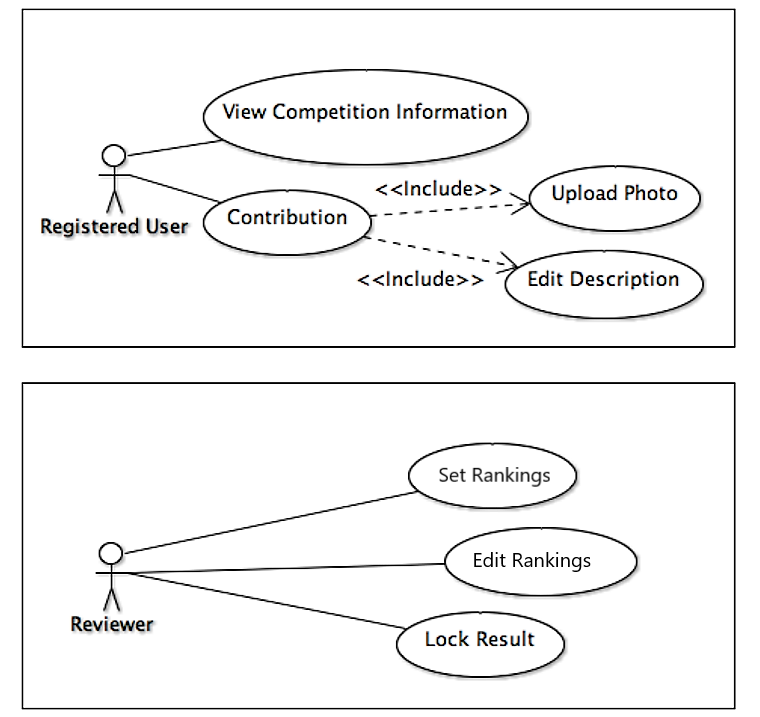 View Competition Information
<<Include>>
Upload Photo
Contribution
Registered User
<<Include>>
Edit Description
Set Rankings
Edit Rankings
Reviewer
Lock Result